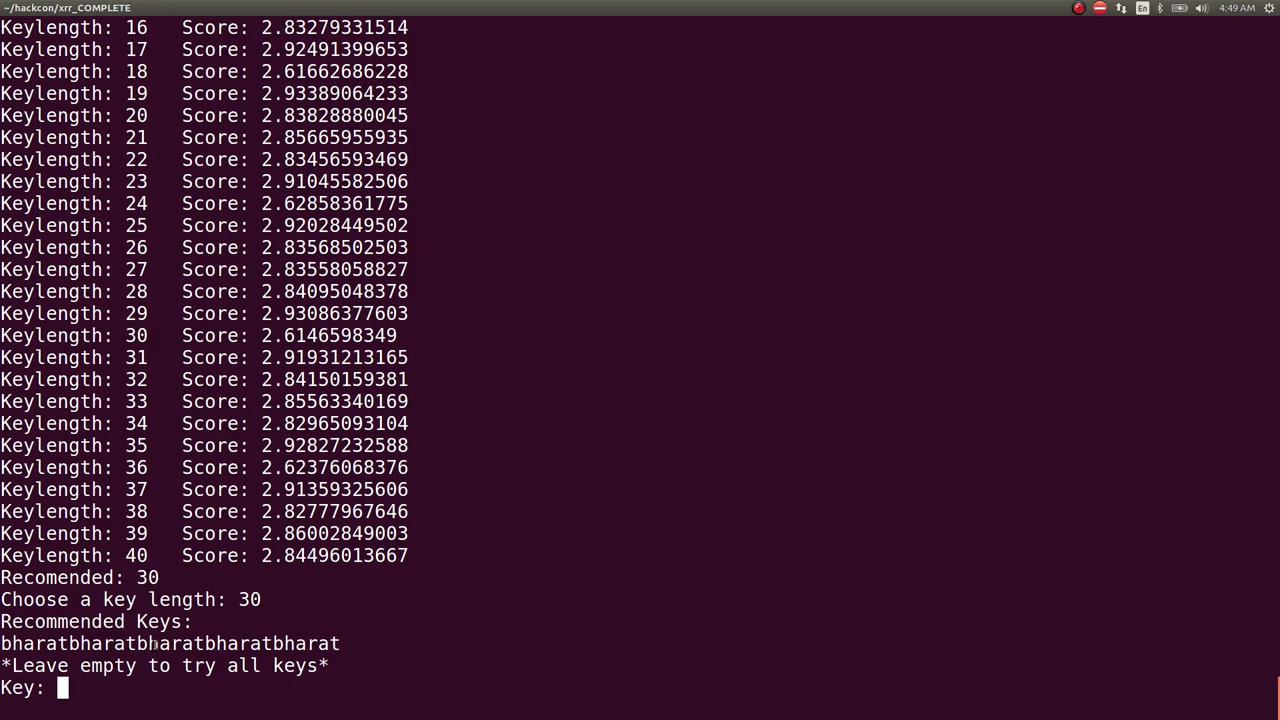 ~/hackcon/xrr_COMPLETE
En
4:49 AM
Keylength: 16 Score: 2.83279331514
Keylength: 17 Score: 2.92491399653
Keylength: 18 Score: 2.61662686228
Keylength: 19 Score: 2.93389064233
Keylength: 20 Score: 2.83828880045
Keylength: 21 Score: 2.85665955935
Keylength: 22 Score: 2.83456593469
Keylength: 23 Score: 2.91045582506
Keylength: 24 Score: 2.62858361775
Keylength: 25 Score: 2.92028449502
Keylength: 26 Score: 2.83568502503
Keylength: 27 Score: 2.83558058827
Keylength: 28 Score: 2.84095048378
Keylength: 29 Score: 2.93086377603
Keylength: 30 Score: 2.6146598349
Keylength: 31 Score: 2.91931213165
Keylength: 32 Score: 2.84150159381
Keylength: 33 Score: 2.85563340169
Keylength: 34 Score: 2.82965093104
Keylength: 35 Score: 2.92827232588
Keylength: 36 Score: 2.62376068376
Keylength: 37 Score: 2.91359325606
Keylength: 38 Score: 2.82777967646
Keylength: 39 Score: 2.86002849003
Keylength: 40 Score: 2.84496013667
Recomended: 30
Choose a key length: 30
Recommended Keys:
bharatbharatbharatbharatbharat
*Leave empty to try all keys*
Key: